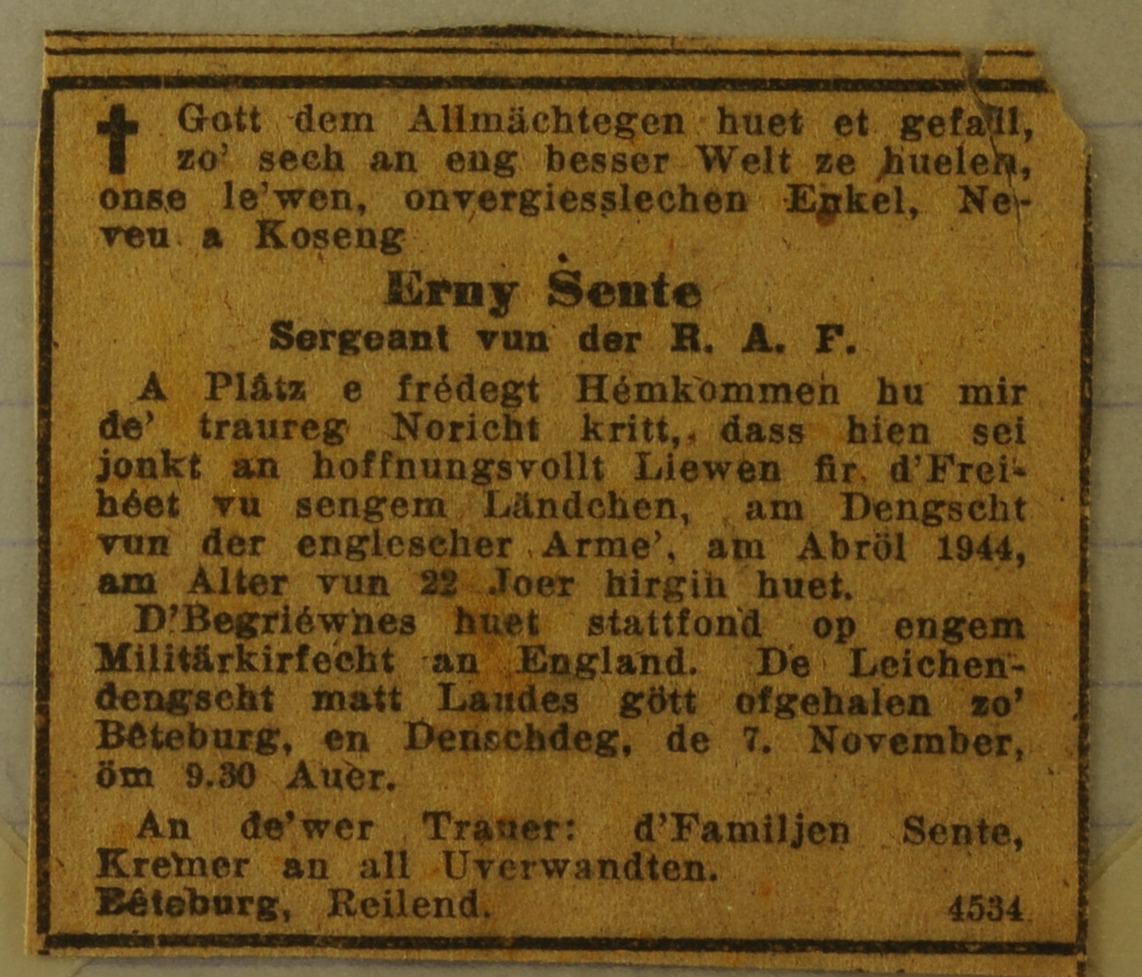 ✝ Gott dem Allmächtegen huet et gefall,
zo' sech an eng besser Welt ze huelen,
onse le'wen, onvergiesslechen Enkel, Ne-
veu a Koseng
Erny Sente
Sergeant vun der R. A. F.
A Plâtz e frédegt Hémkommen hu mir
de' traureg Noricht kritt, dass hien sei
jonkt an hoffnungsvollt Liewen fir d'Frei-
héet vu sengem Ländchen, am Dengscht
vun der englescher Arme', am Abröl 1944,
am Alter vun 22 Joer hirgin huet.
D'Begriéwnes huet stattfond op engem
Militärkirfecht an England. De Leichen-
dengscht matt Landes gött ofgehalen zo'
Bêteburg, en Denschdeg, de 7. November,
öm 9.30 Auer.
An de'wer Trauer: d'Familjen Sente,
Kremer an all Uverwandten.
Bêteburg, Reilend. 4534